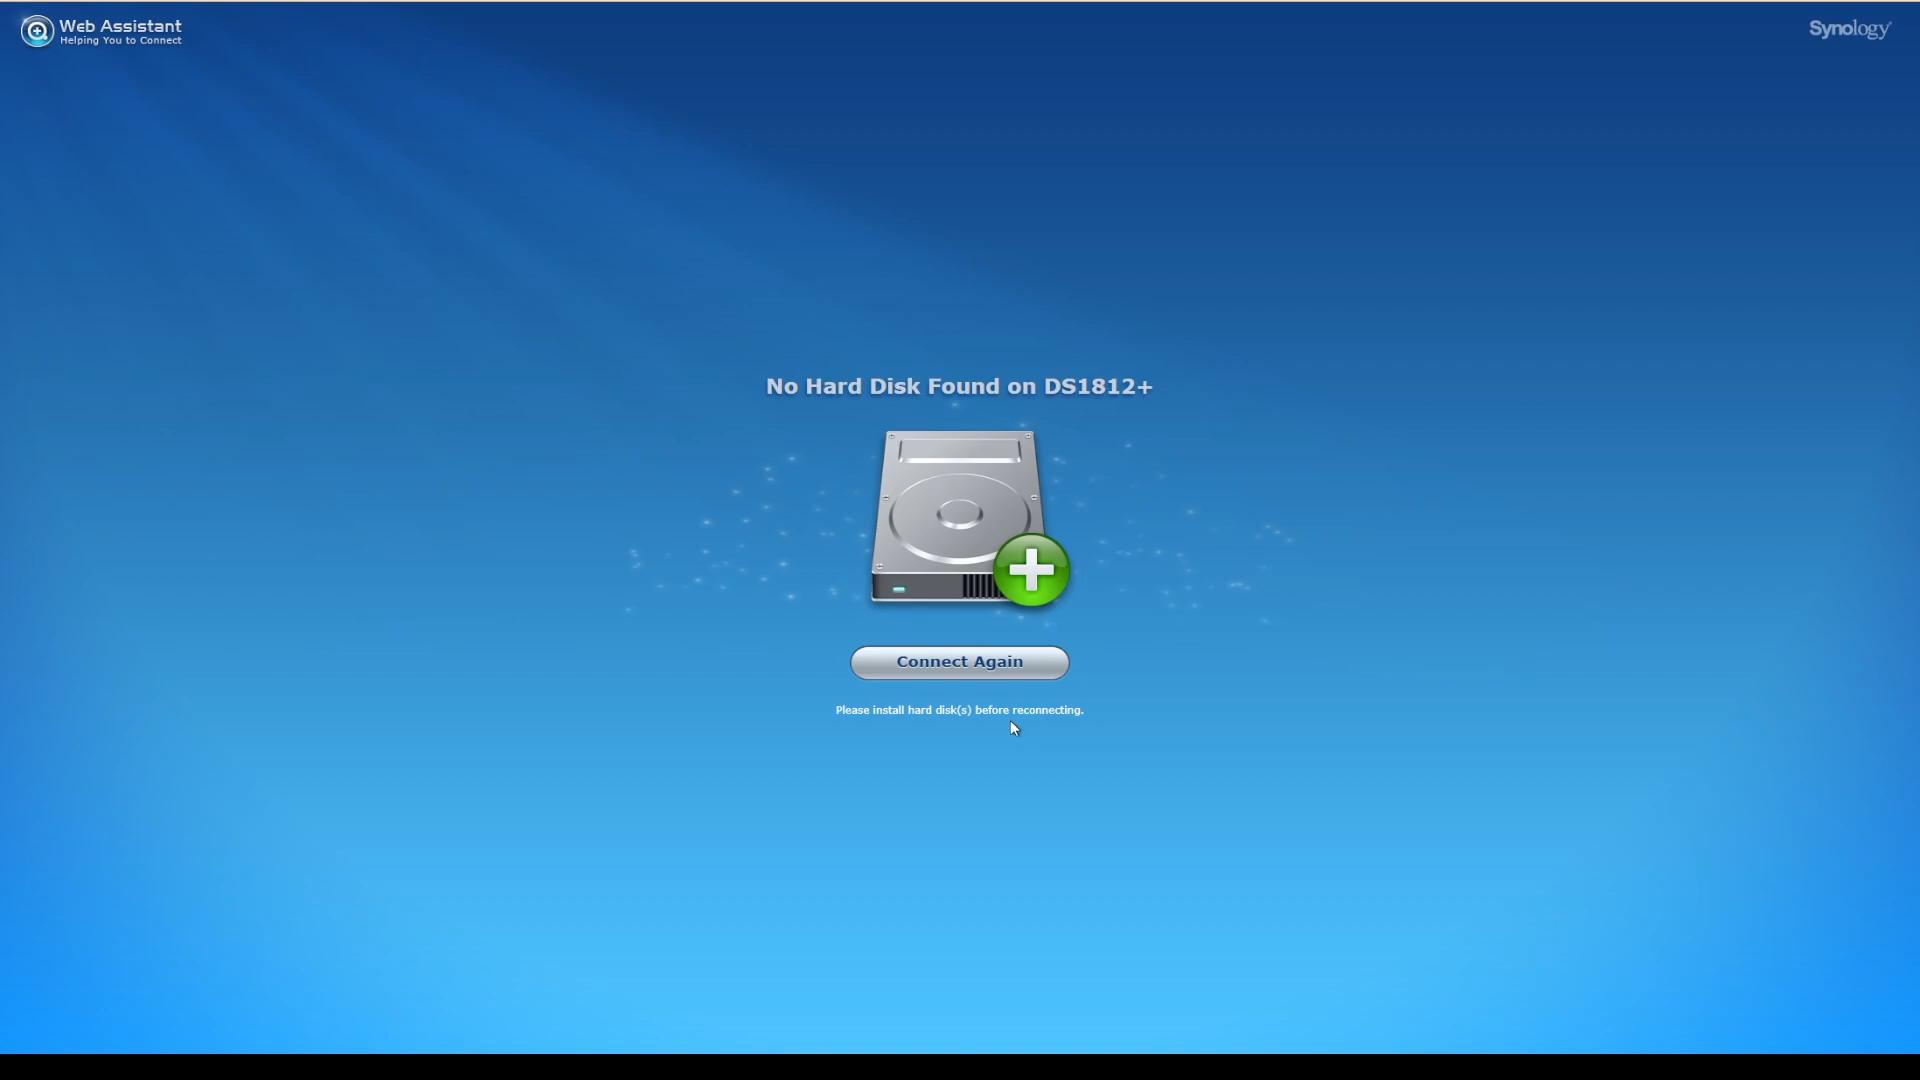 Web Assistant
Helping You to Connect
Synology
No Hard Disk Found on DS1812+
Connect Again
Please install hard disk(s) before reconnecting.